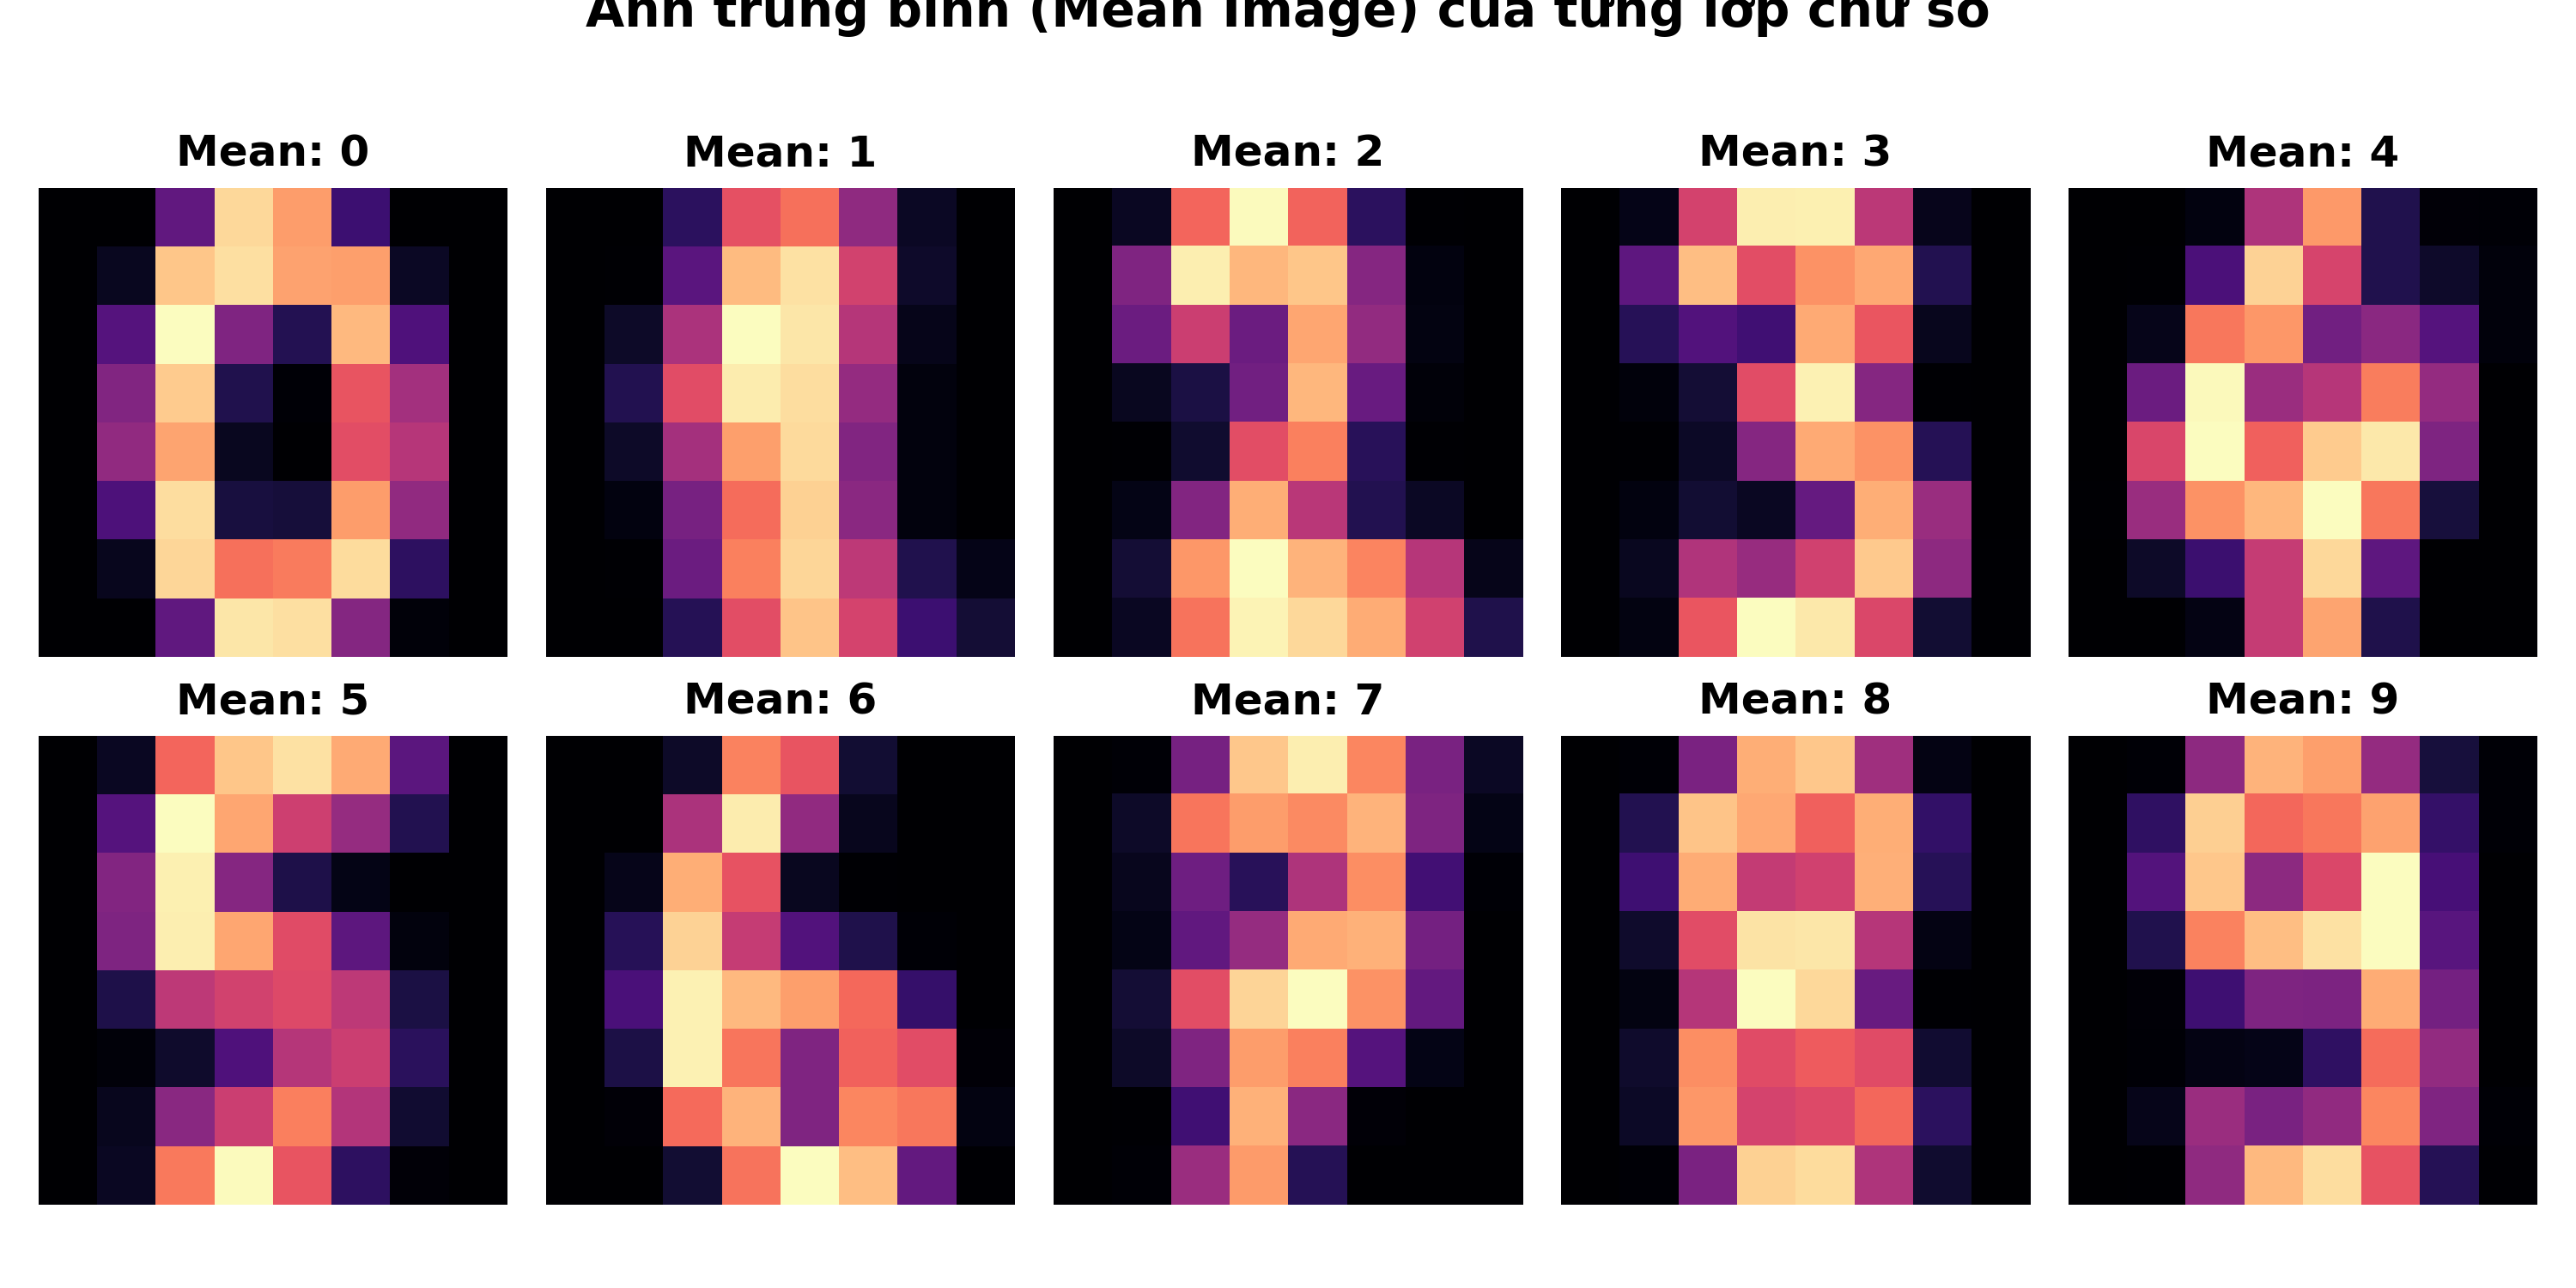 Ảnh trung bình (Mean Image) của từng lớp chữ số
Mean: 0 Mean: 1 Mean: 2 Mean: 3 Mean: 4
Mean: 5 Mean: 6 Mean: 7 Mean: 8 Mean: 9